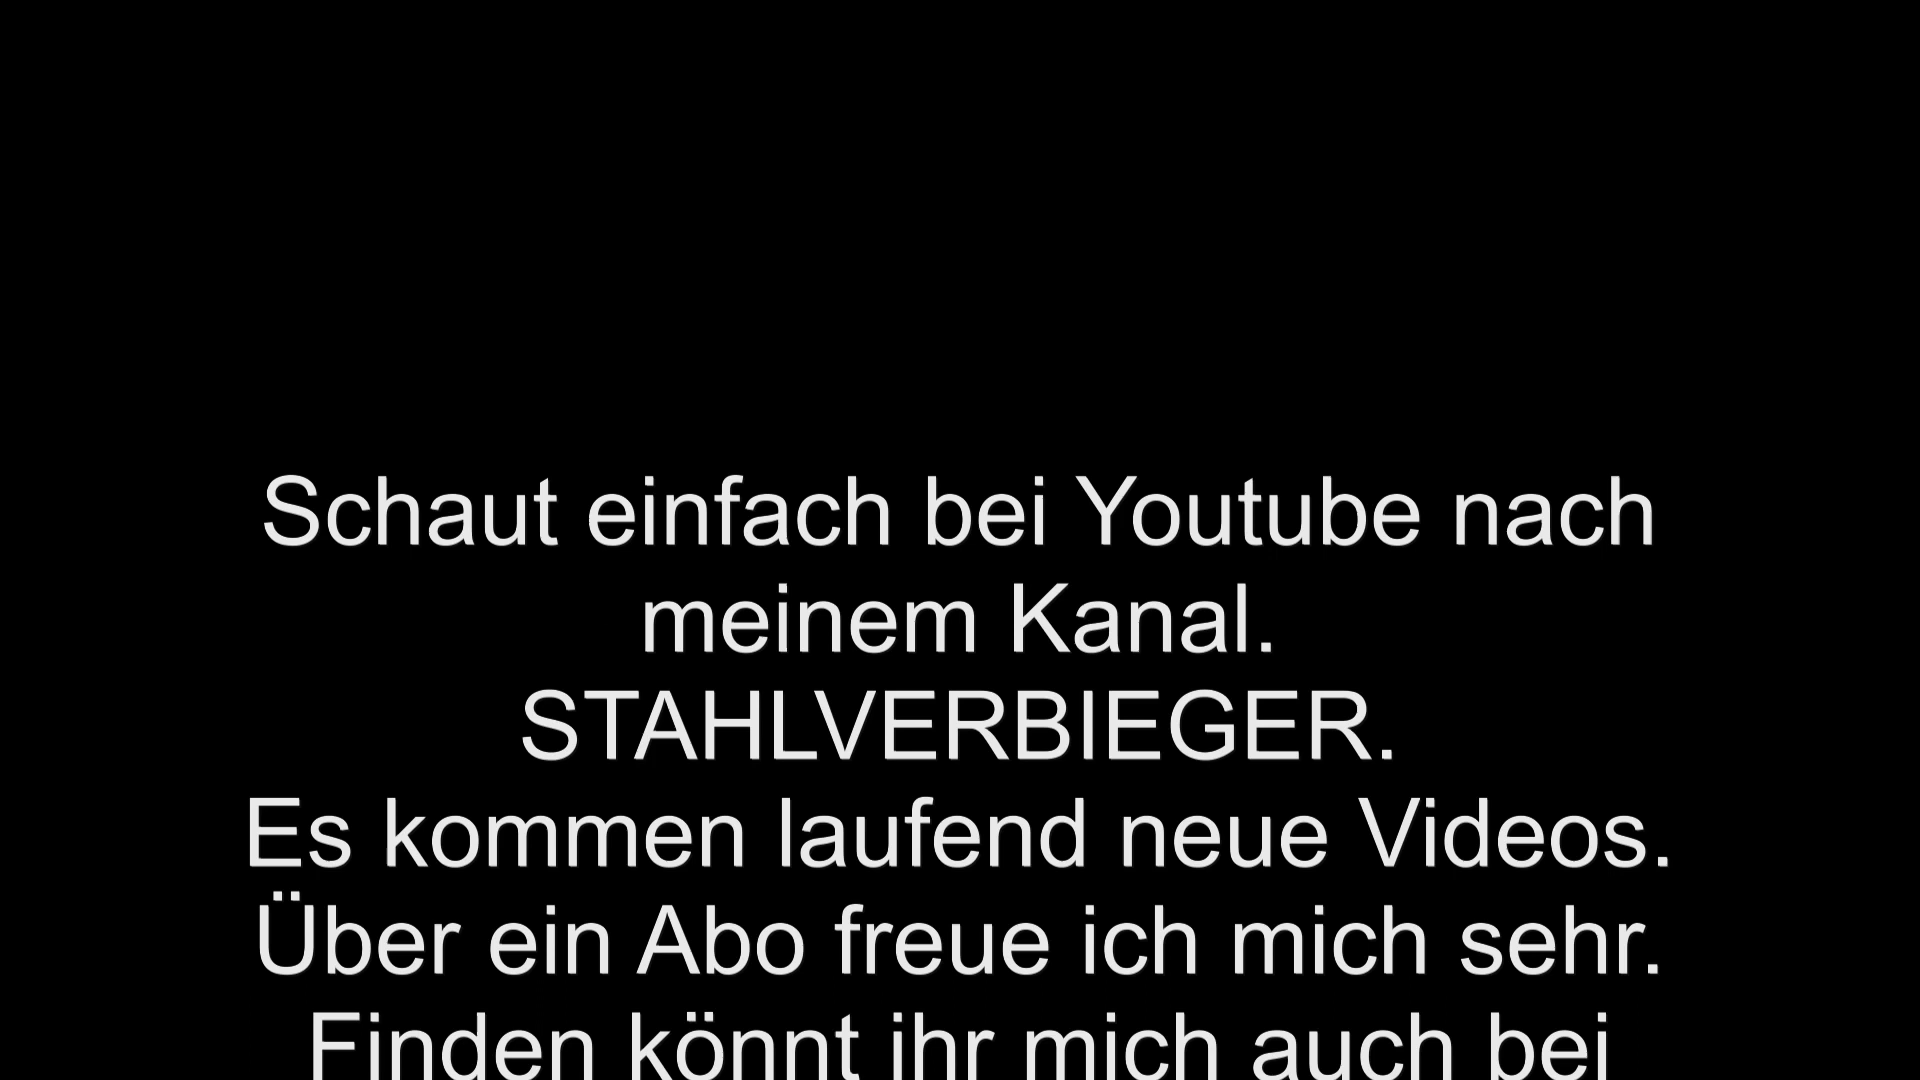 Schaut einfach bei Youtube nach
meinem Kanal.
STAHLVERBIEGER.
Es kommen laufend neue Videos.
Über ein Abo freue ich mich sehr.
Finden könnt ihr mich auch bei